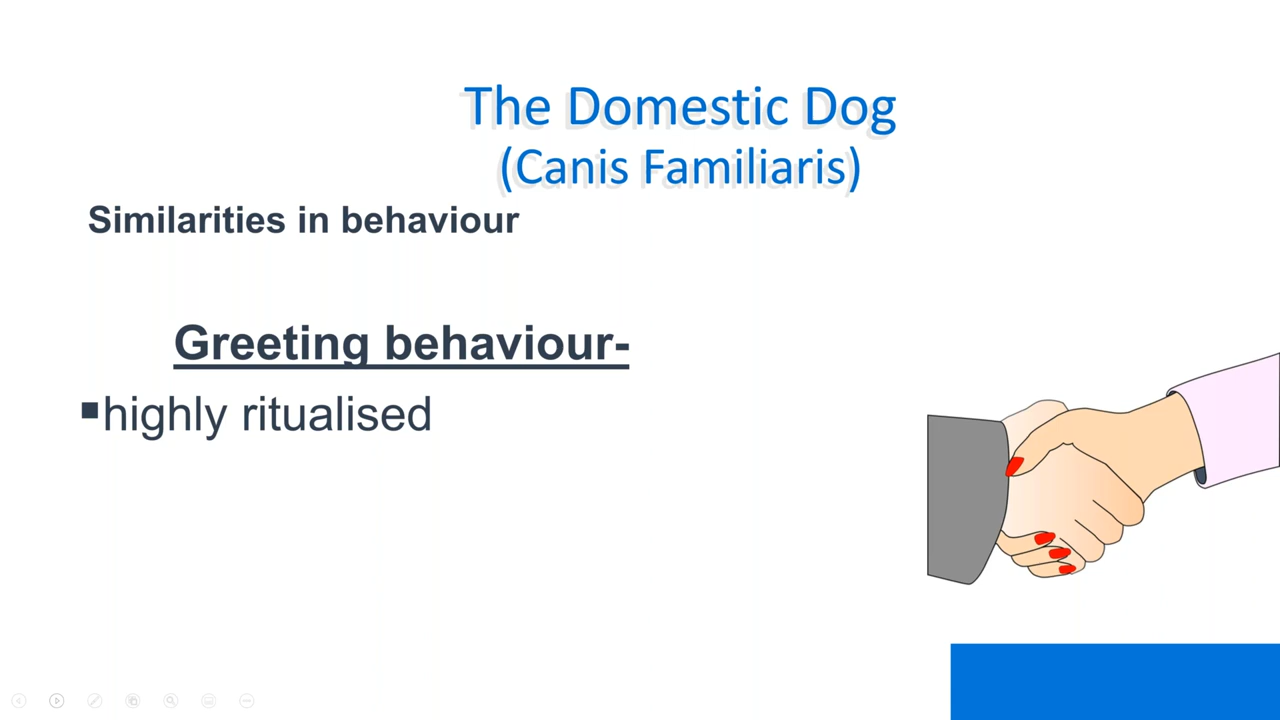 The Domestic Dog
(Canis Familiaris)
Similarities in behaviour
Greeting behaviour-
▪highly ritualised